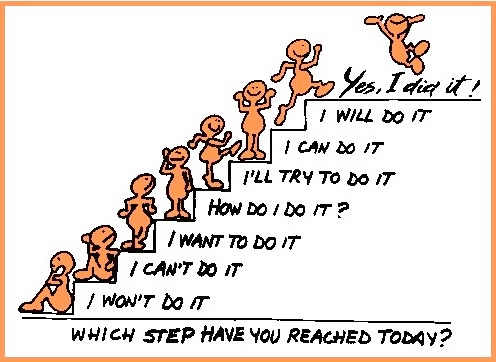 Yes, I did it!
I WILL DO IT
I CAN DO IT
I'LL TRY TO DO IT
HOW DO I DO IT?
I WANT TO DO IT
I CAN'T DO IT
I WON'T DO IT
WHICH STEP HAVE YOU REACHED TODAY?